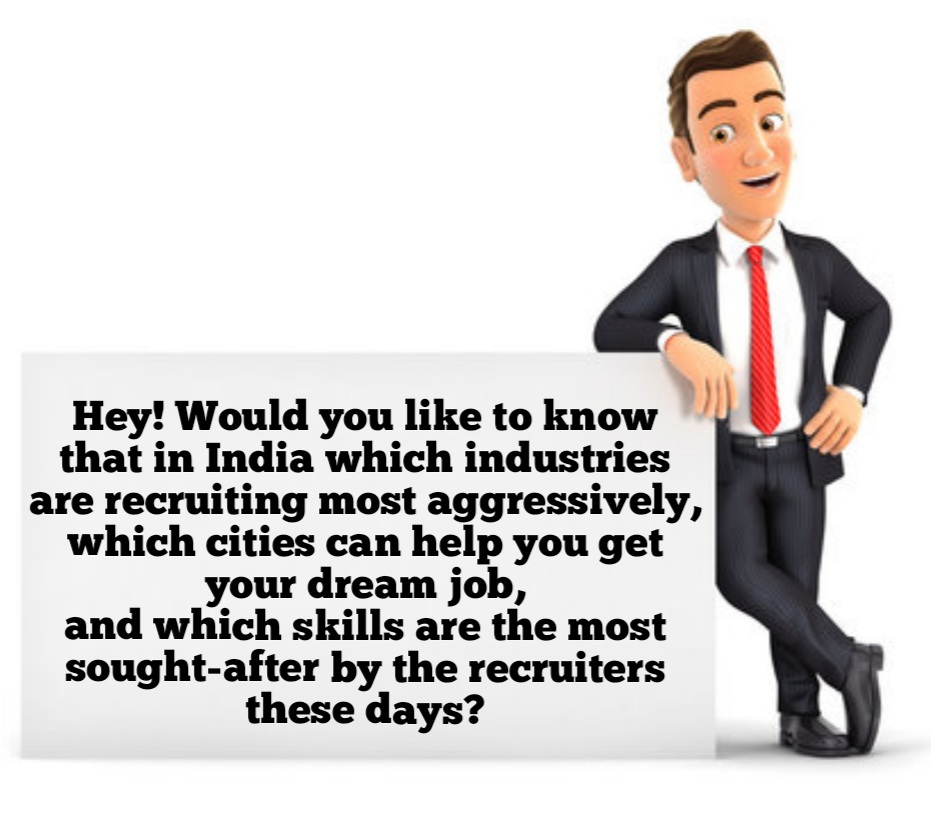 Hey! Would you like to know
that in India which industries
are recruiting most aggressively,
which cities can help you get
your dream job,
and which skills are the most
sought-after by the recruiters
these days?